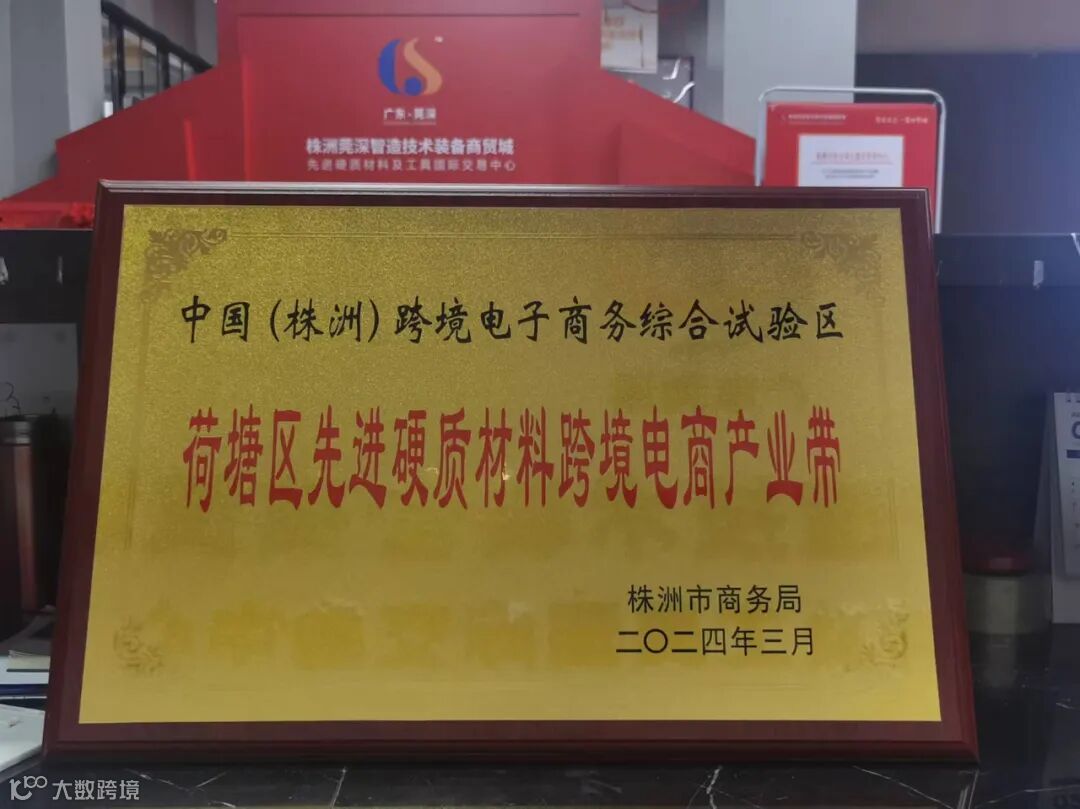 广东·莞深
株洲莞深智造技术装备商贸城
先进硬质材料及工具国际交易中心
中国(株洲)跨境电子商务综合试验区
荷塘区先进硬质材料跨境电商产业带
株洲市商务局
二〇二四年三月
大数跨境